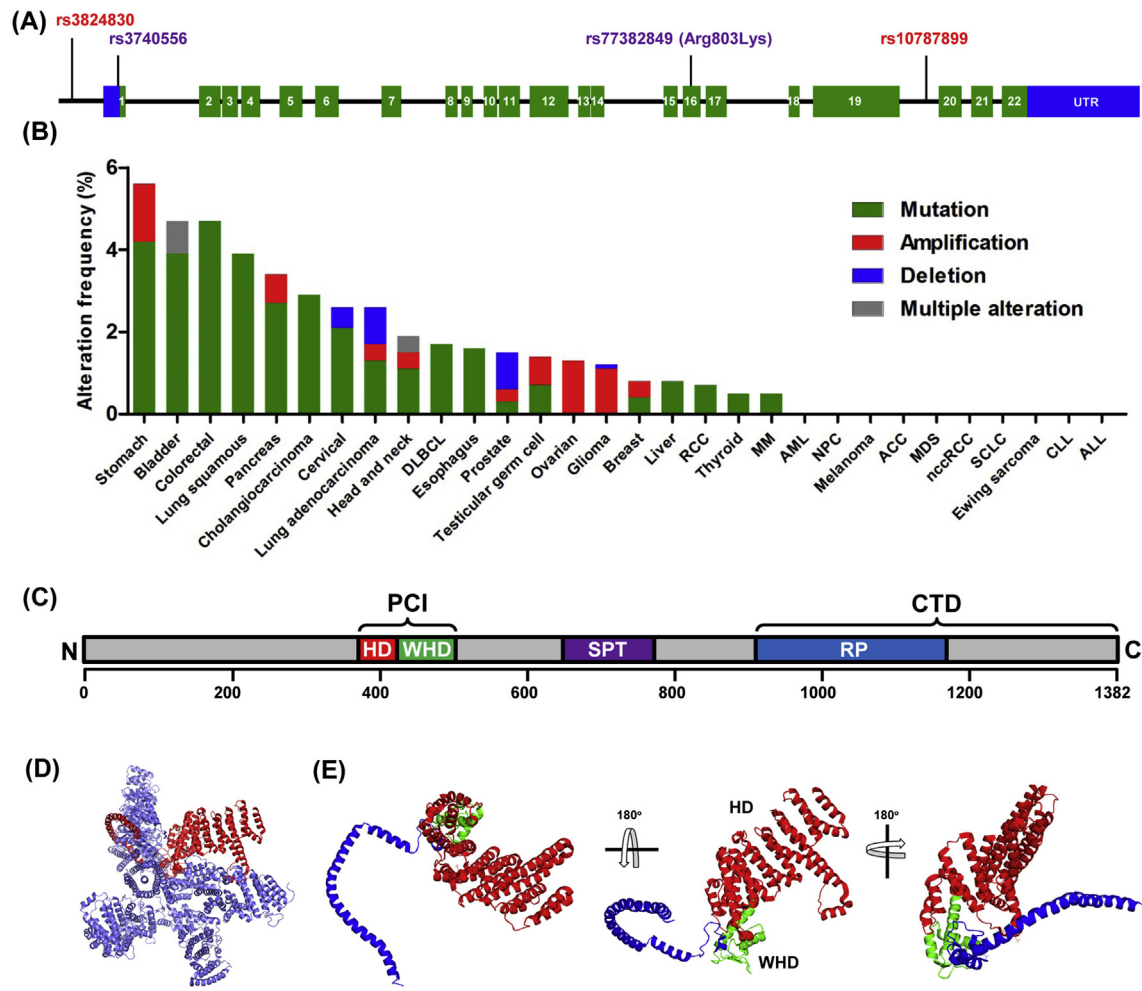 (A)
rs3824830
rs3740556
rs77382849 (Arg803Lys)
rs10787899
1 2 3 4 5 6 7 8 9 10 11 12 13 14 15 16 17 18 19 20 21 22 UTR
(B)
Alteration frequency (%)
6
4
2
0
Mutation
Amplification
Deletion
Multiple alteration
Stomach
Bladder
Colorectal
Lung squamous
Pancreas
Cholangiocarcinoma
Cervical
Lung adenocarcinoma
Head and neck
DLBCL
Esophagus
Prostate
Testicular germ cell
Ovarian
Glioma
Breast
Liver
RCC
Thyroid
MM
AML
NPC
Melanoma
ACC
MDS
nccRCC
SCLC
Ewing sarcoma
CLL
ALL
(C)
PCI
CTD
N HD WHD SPT RP C
0 200 400 600 800 1000 1200 1382
(D)
(E)
180º
HD
WHD
180º